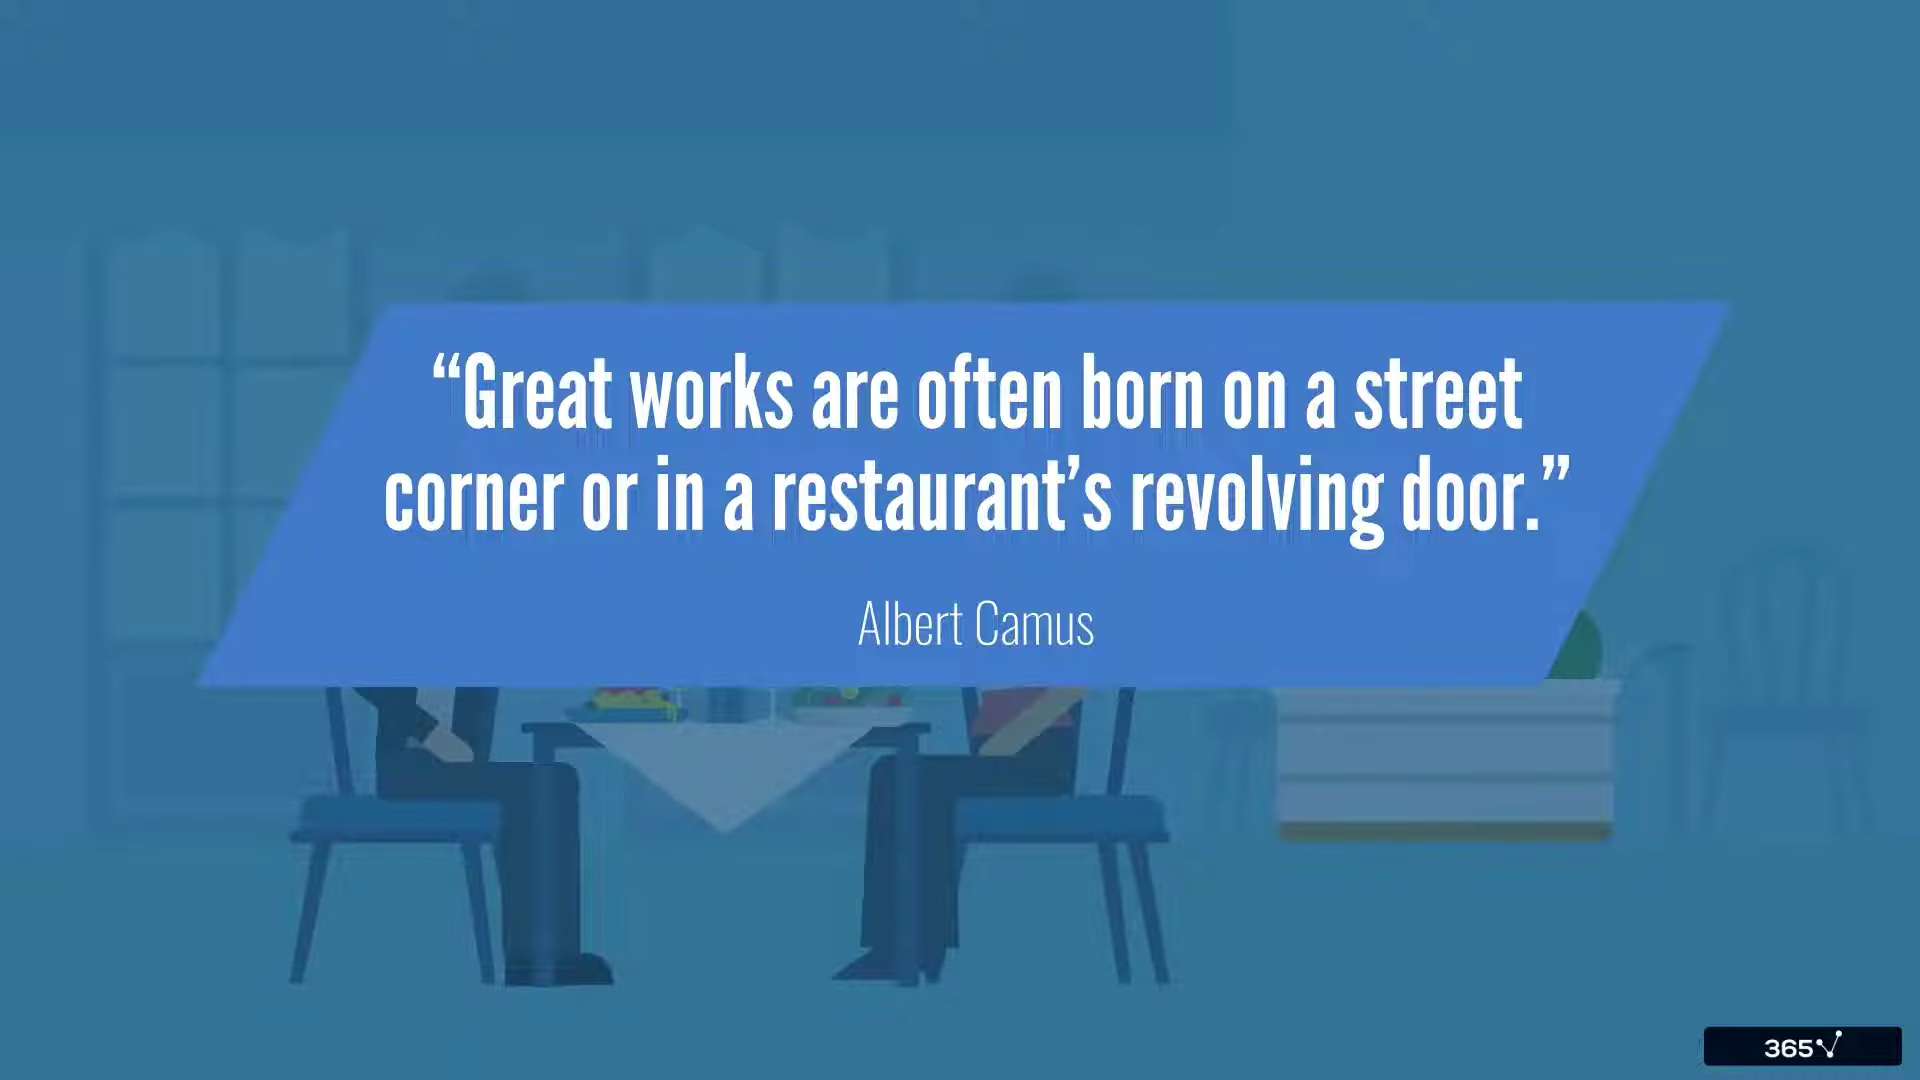 “Great works are often born on a street
corner or in a restaurant’s revolving door.”
Albert Camus
365